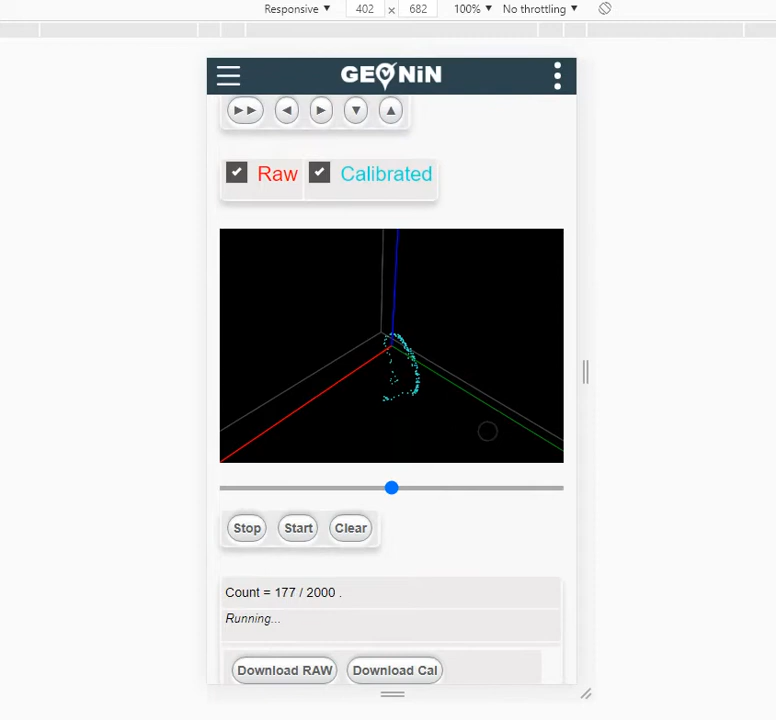 Responsive ▼ 402 × 682 100% ▼ No throttling ▼
GEONiN
Raw Calibrated
Stop Start Clear
Count = 177 / 2000 .
Running...
Download RAW Download Cal